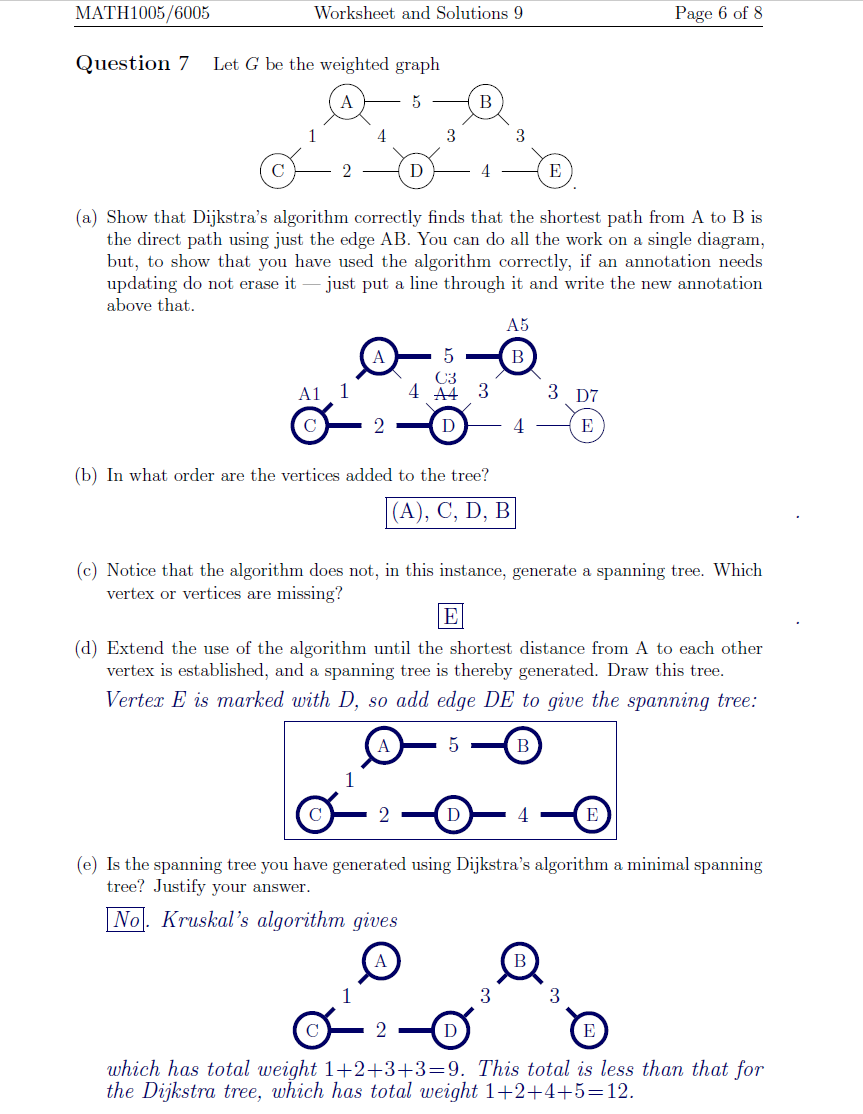 MATH1005/6005 Worksheet and Solutions 9 Page 6 of 8
Question 7 Let G be the weighted graph
A 5 B
1 4 3 3
C 2 D 4 E.
(a) Show that Dijkstra's algorithm correctly finds that the shortest path from A to B is
the direct path using just the edge AB. You can do all the work on a single diagram,
but, to show that you have used the algorithm correctly, if an annotation needs
updating do not erase it — just put a line through it and write the new annotation
above that.
A5
A 5 B
C3
A1 1 4 A4 3 3 D7
C 2 D 4 E
(b) In what order are the vertices added to the tree?
(A), C, D, B
.
(c) Notice that the algorithm does not, in this instance, generate a spanning tree. Which
vertex or vertices are missing?
E
.
(d) Extend the use of the algorithm until the shortest distance from A to each other
vertex is established, and a spanning tree is thereby generated. Draw this tree.
Vertex E is marked with D, so add edge DE to give the spanning tree:
A 5 B
1
C 2 D 4 E
(e) Is the spanning tree you have generated using Dijkstra's algorithm a minimal spanning
tree? Justify your answer.
No. Kruskal's algorithm gives
A B
1 3 3
C 2 D E
which has total weight 1+2+3+3=9. This total is less than that for
the Dijkstra tree, which has total weight 1+2+4+5=12.